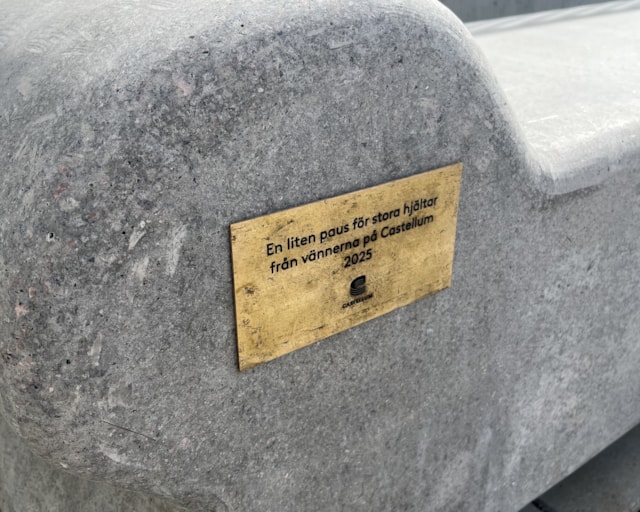 En liten paus för stora hjältar
från vännerna på Castellum
2025
CASTELLUM